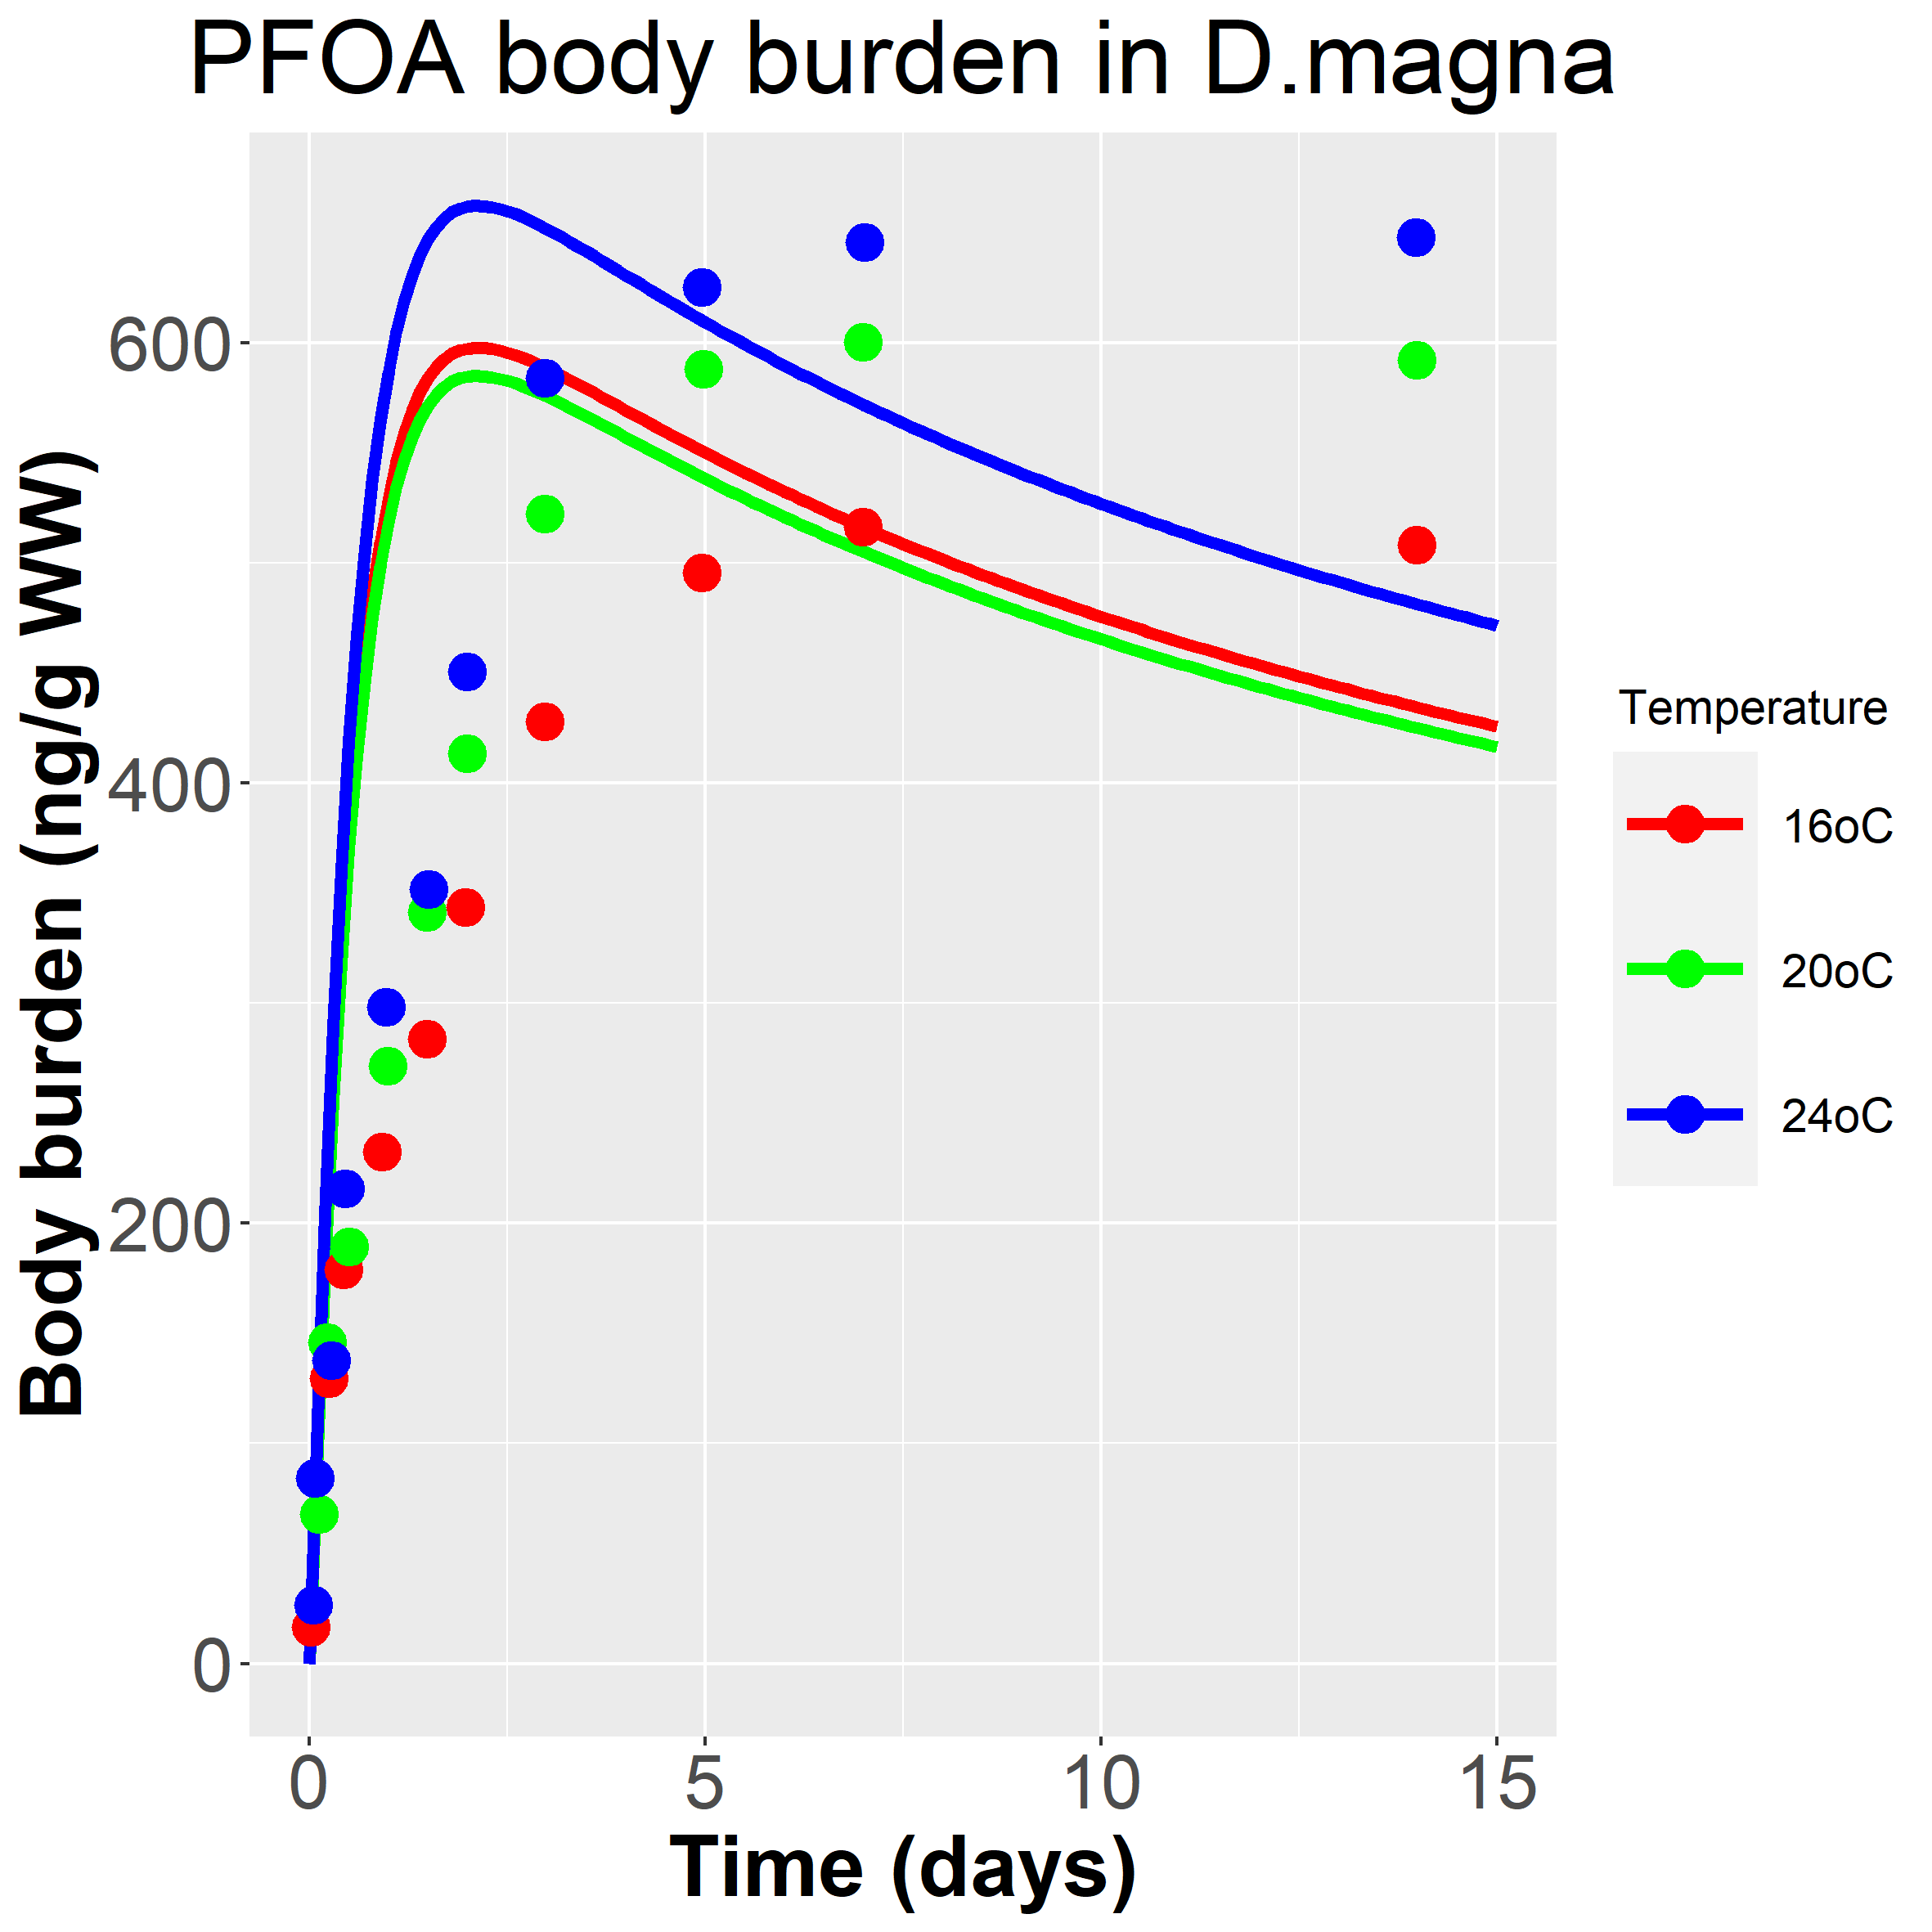 PFOA body burden in D.magna
Body burden (ng/g WW)
600
400
200
0
0 5 10 15
Time (days)
Temperature
16oC
20oC
24oC